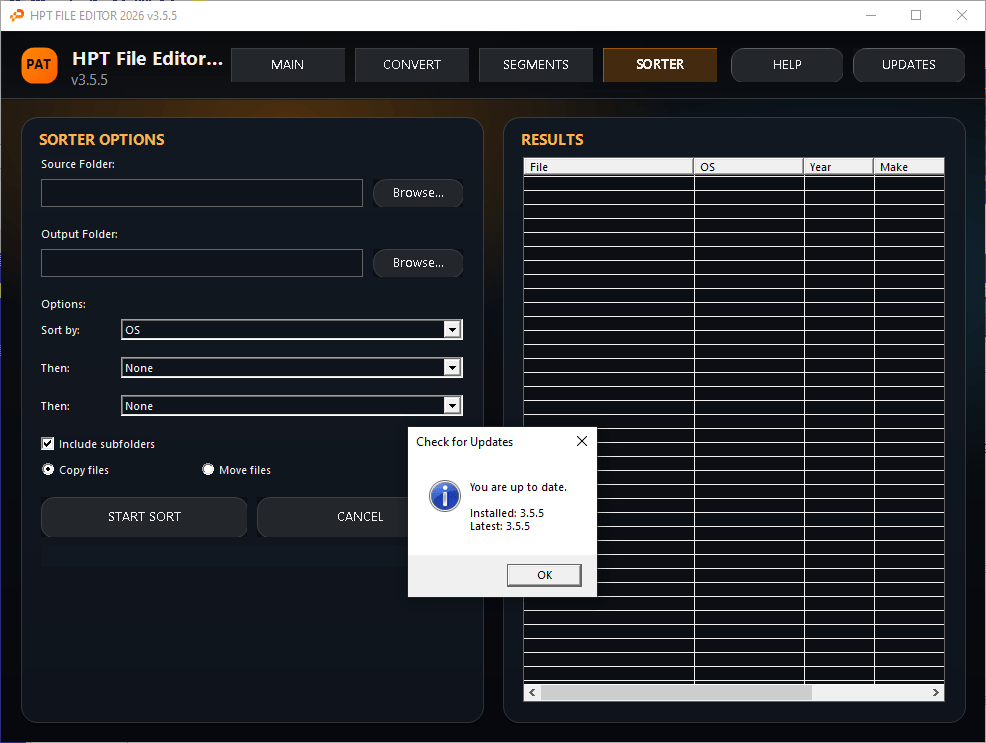 HPT FILE EDITOR 2026 v3.5.5
PAT
HPT File Editor...
v3.5.5
MAIN
CONVERT
SEGMENTS
SORTER
HELP
UPDATES
SORTER OPTIONS
Source Folder:
Browse...
Output Folder:
Browse...
Options:
Sort by:
OS
Then:
None
Then:
None
Include subfolders
Copy files
Move files
START SORT
CANCEL
RESULTS
File
OS
Year
Make
Check for Updates
You are up to date.
Installed: 3.5.5
Latest: 3.5.5
OK